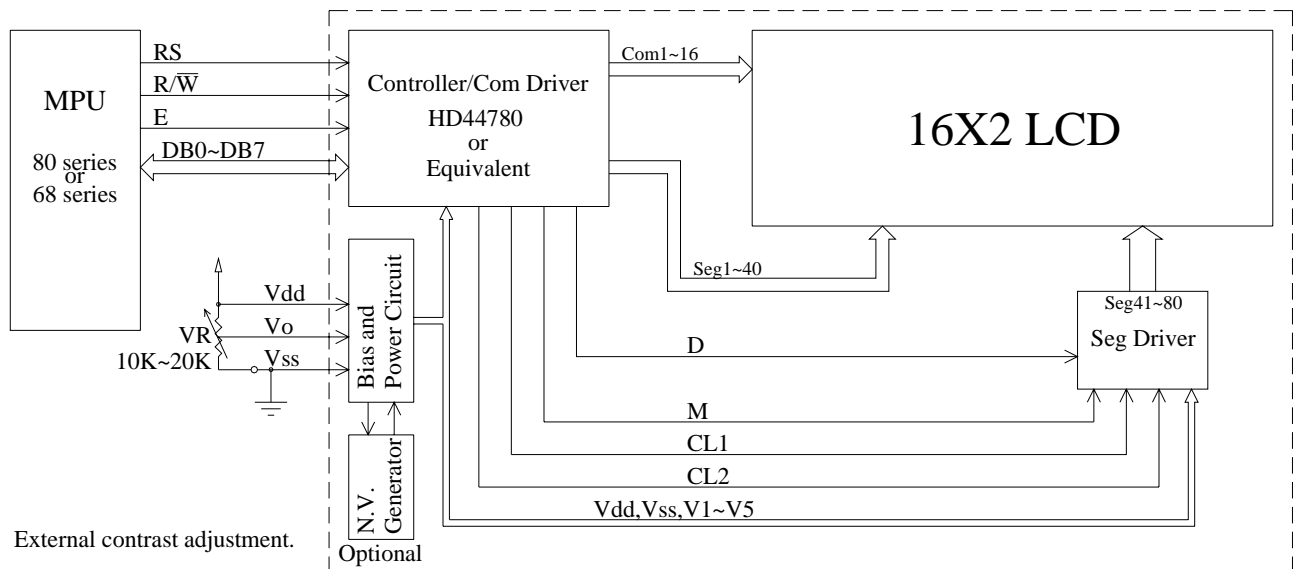 MPU
80 series
or
68 series
RS
R/W̅
E
DB0~DB7
Controller/Com Driver
HD44780
or
Equivalent
Com1~16
16X2 LCD
Seg1~40
Seg41~80
Seg Driver
Vdd
Vo
Vss
VR
10K~20K
Bias and
Power Circuit
N.V.
Generator
Optional
D
M
CL1
CL2
Vdd,Vss,V1~V5
External contrast adjustment.